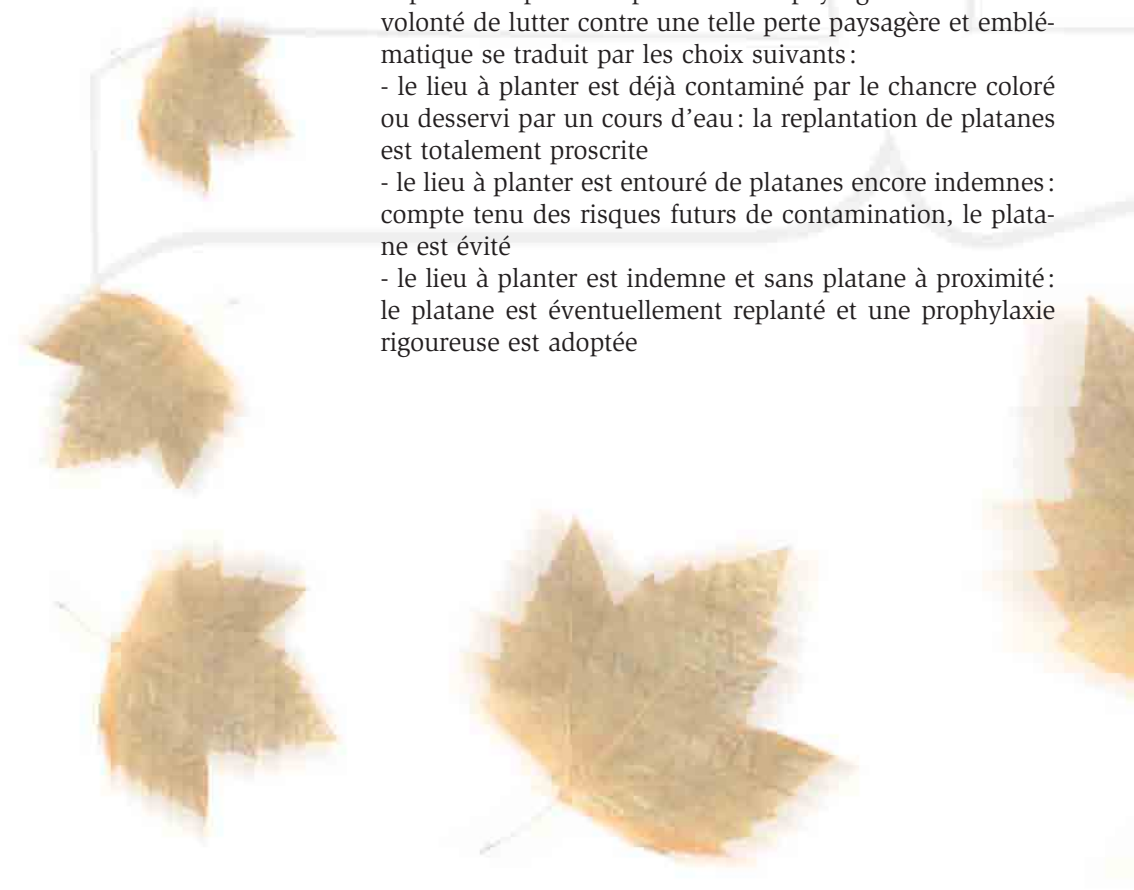 volonté de lutter contre une telle perte paysagère et emblé-
matique se traduit par les choix suivants :
- le lieu à planter est déjà contaminé par le chancre coloré
ou desservi par un cours d'eau : la replantation de platanes
est totalement proscrite
- le lieu à planter est entouré de platanes encore indemnes :
compte tenu des risques futurs de contamination, le plata-
ne est évité
- le lieu à planter est indemne et sans platane à proximité :
le platane est éventuellement replanté et une prophylaxie
rigoureuse est adoptée